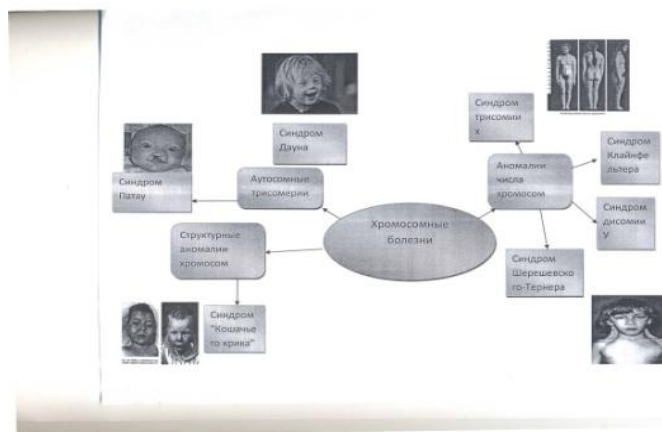 Синдром
Дауна
Синдром
Патау
Аутосомные
трисомерии
Структурные
аномалии
хромосом
Синдром
"Кошачье
го крика"
Хромосомные
болезни
Синдром
трисомии
х
Аномалии
числа
хромосом
Синдром
Клайнфе
льтера
Синдром
дисомии
У
Синдром
Шерешевско
го-Тернера